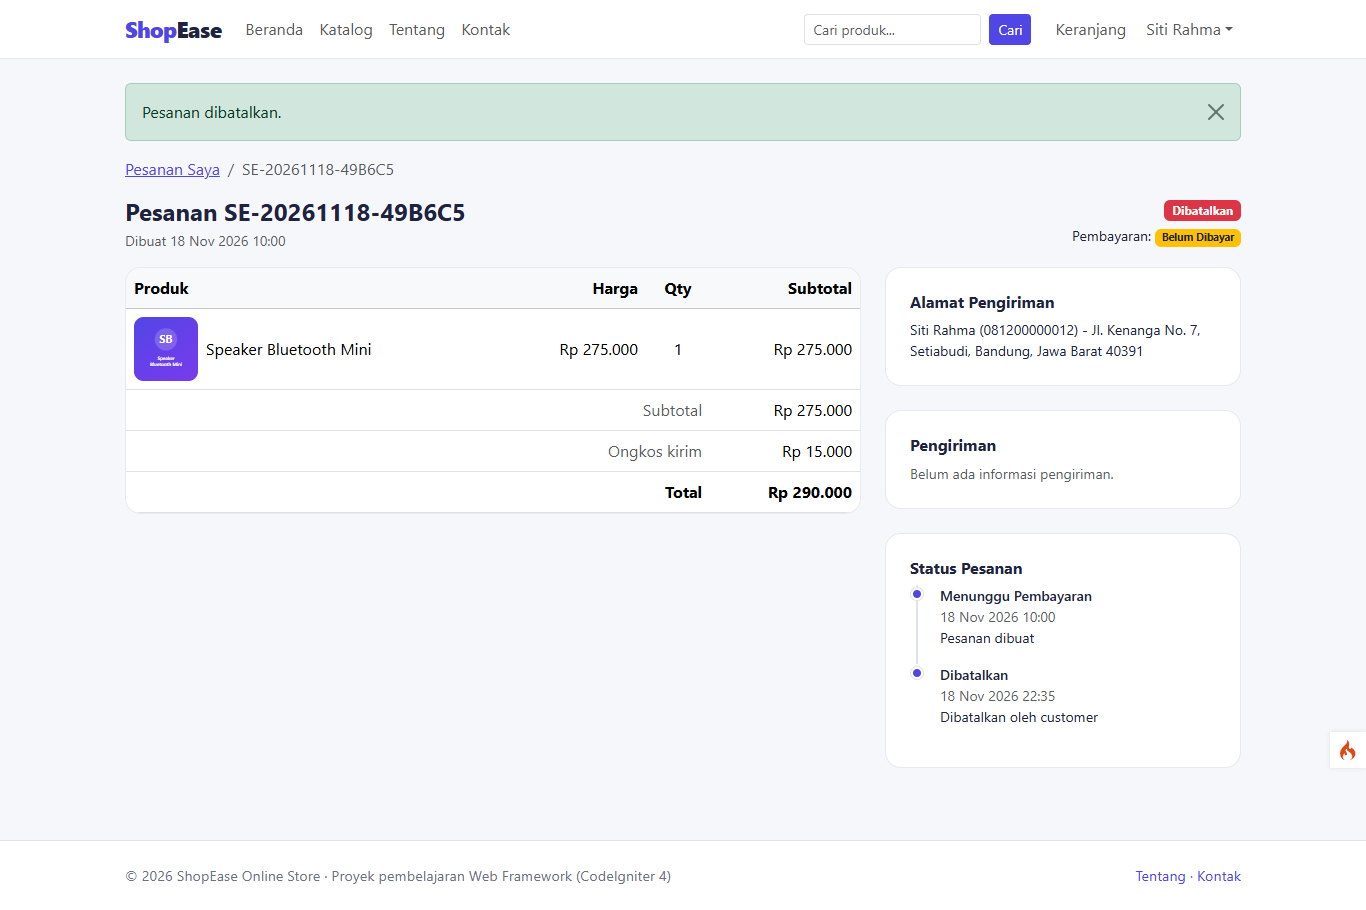 ShopEase Beranda Katalog Tentang Kontak Cari produk... Cari Keranjang Siti Rahma
Pesanan dibatalkan.
Pesanan Saya / SE-20261118-49B6C5
Pesanan SE-20261118-49B6C5
Dibuat 18 Nov 2026 10:00
Dibatalkan
Pembayaran: Belum Dibayar
Produk Harga Qty Subtotal
SB
Speaker
Bluetooth Mini
Speaker Bluetooth Mini Rp 275.000 1 Rp 275.000
Subtotal Rp 275.000
Ongkos kirim Rp 15.000
Total Rp 290.000
Alamat Pengiriman
Siti Rahma (081200000012) - Jl. Kenanga No. 7,
Setiabudi, Bandung, Jawa Barat 40391
Pengiriman
Belum ada informasi pengiriman.
Status Pesanan
Menunggu Pembayaran
18 Nov 2026 10:00
Pesanan dibuat
Dibatalkan
18 Nov 2026 22:35
Dibatalkan oleh customer
© 2026 ShopEase Online Store · Proyek pembelajaran Web Framework (CodeIgniter 4)
Tentang · Kontak